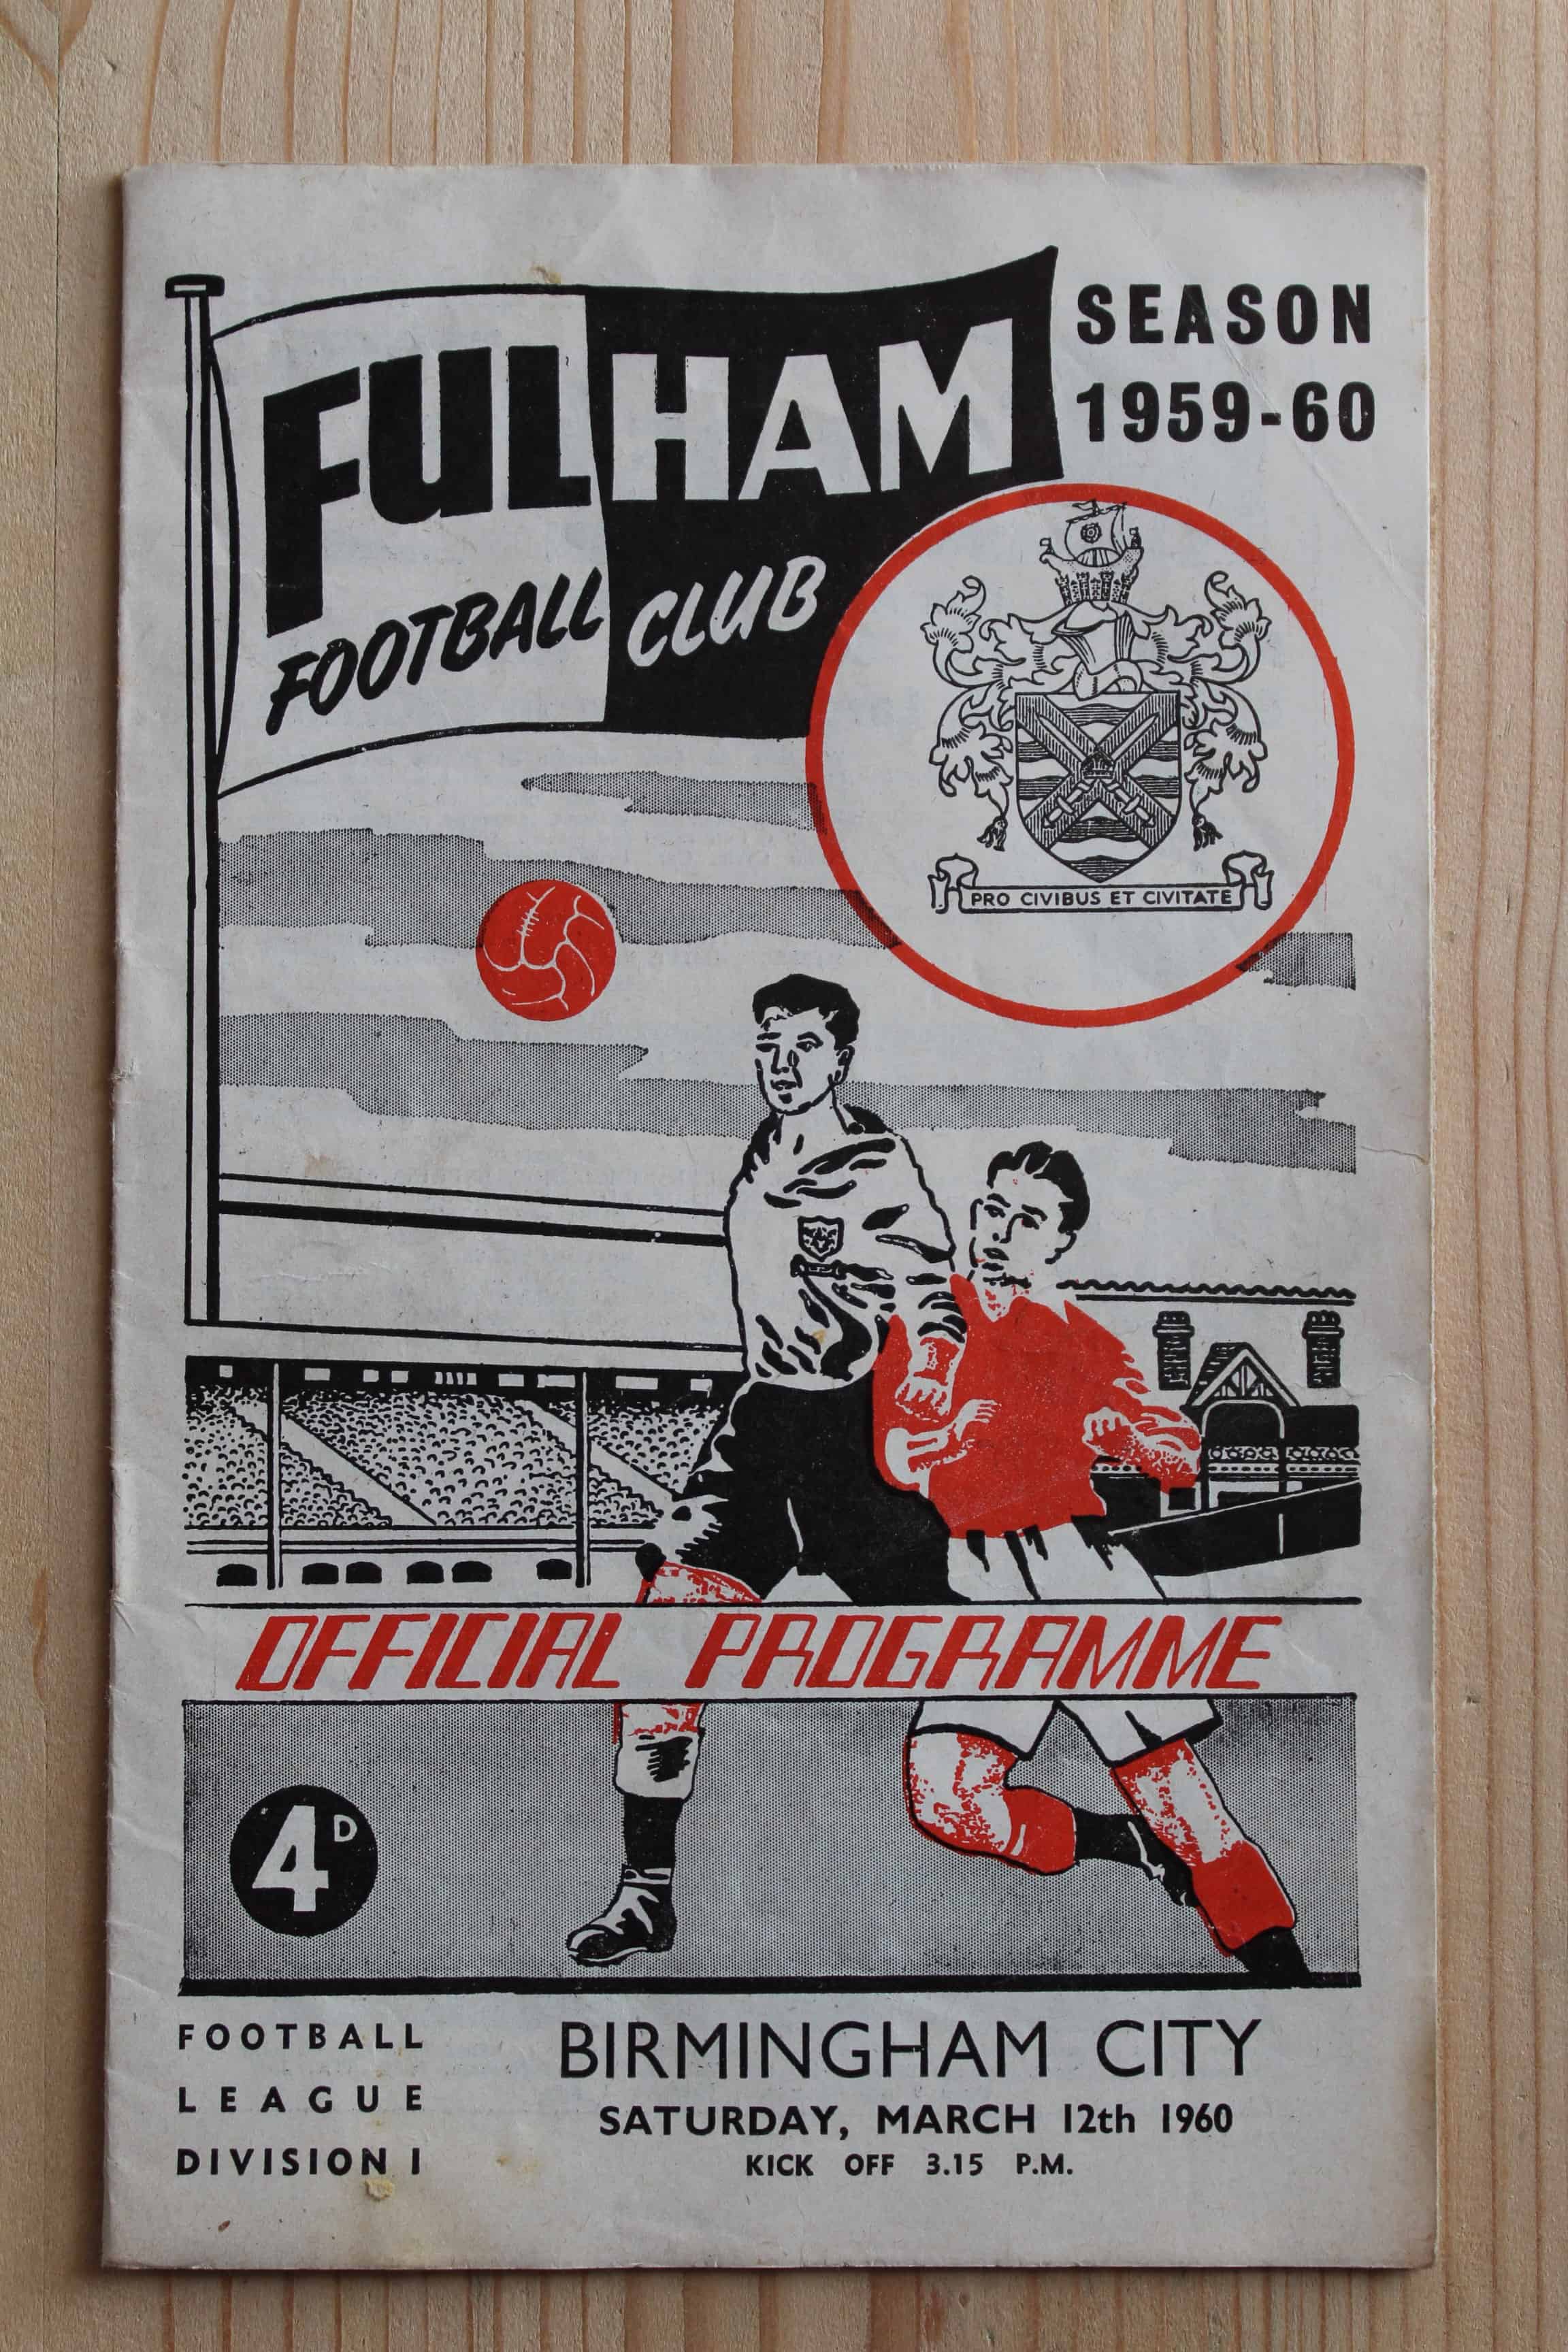 FULHAM
FOOTBALL CLUB
SEASON
1959-60
PRO CIVIBUS ET CIVITATE
OFFICIAL PROGRAMME
4D
FOOTBALL
LEAGUE
DIVISION I
BIRMINGHAM CITY
SATURDAY, MARCH 12th 1960
KICK OFF 3.15 P.M.